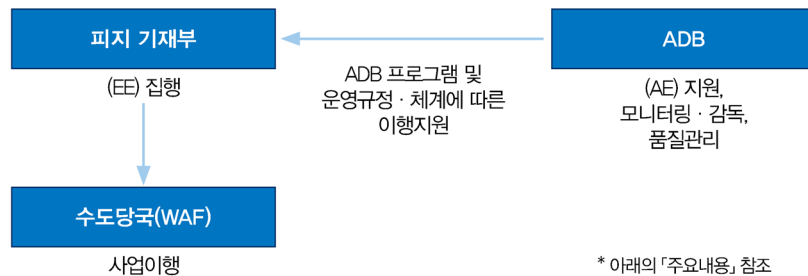 피지 기재부
ADB
(EE) 집행
ADB 프로그램 및
운영규정 · 체계에 따른
이행지원
(AE) 지원,
모니터링 · 감독,
품질관리
수도당국(WAF)
사업이행
* 아래의 「주요내용」 참조